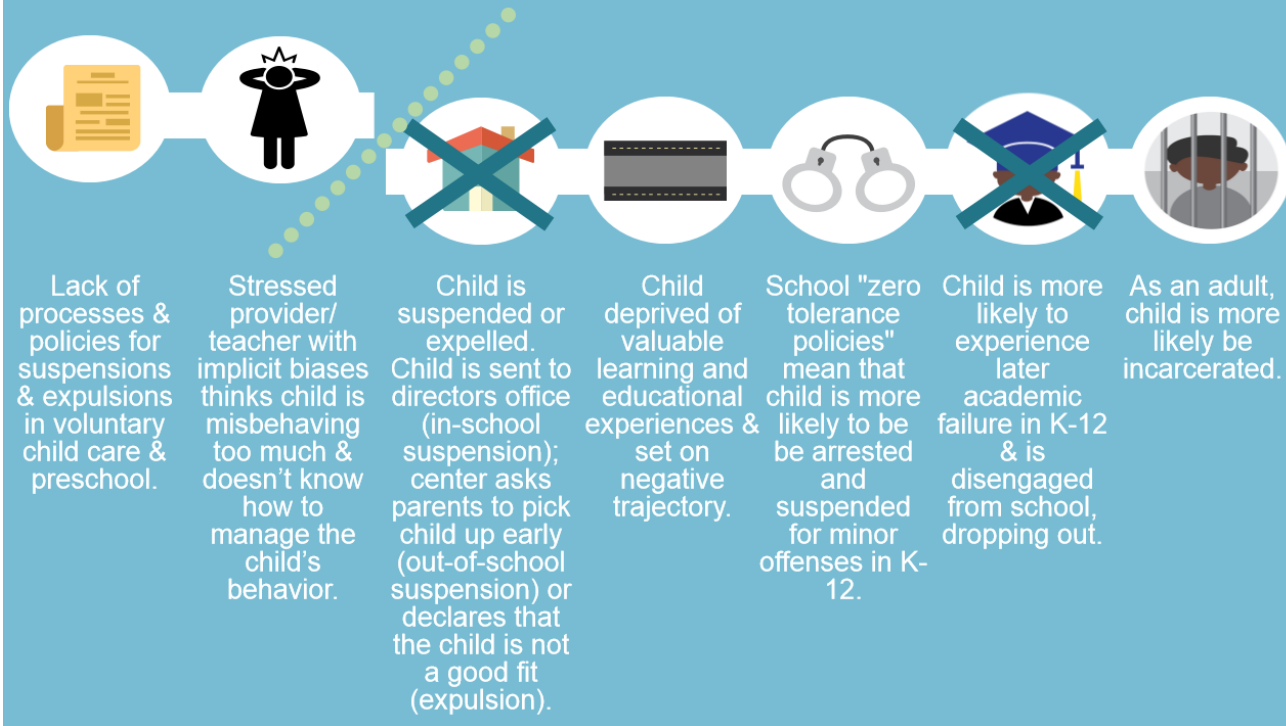 Lack of
processes &
policies for
suspensions
& expulsions
in voluntary
child care &
preschool.
Stressed
provider/
teacher with
implicit biases
thinks child is
misbehaving
too much &
doesn’t know
how to
manage the
child’s
behavior.
Child is
suspended or
expelled.
Child is sent to
directors office
(in-school
suspension);
center asks
parents to pick
child up early
(out-of-school
suspension) or
declares that
the child is not
a good fit
(expulsion).
Child
deprived of
valuable
learning and
educational
experiences &
set on
negative
trajectory.
School "zero
tolerance
policies"
mean that
child is more
likely to be
be arrested
and
suspended
for minor
offenses in K-
12.
Child is more
likely to
experience
later
academic
failure in K-12
& is
disengaged
from school,
dropping out.
As an adult,
child is more
likely be
incarcerated.